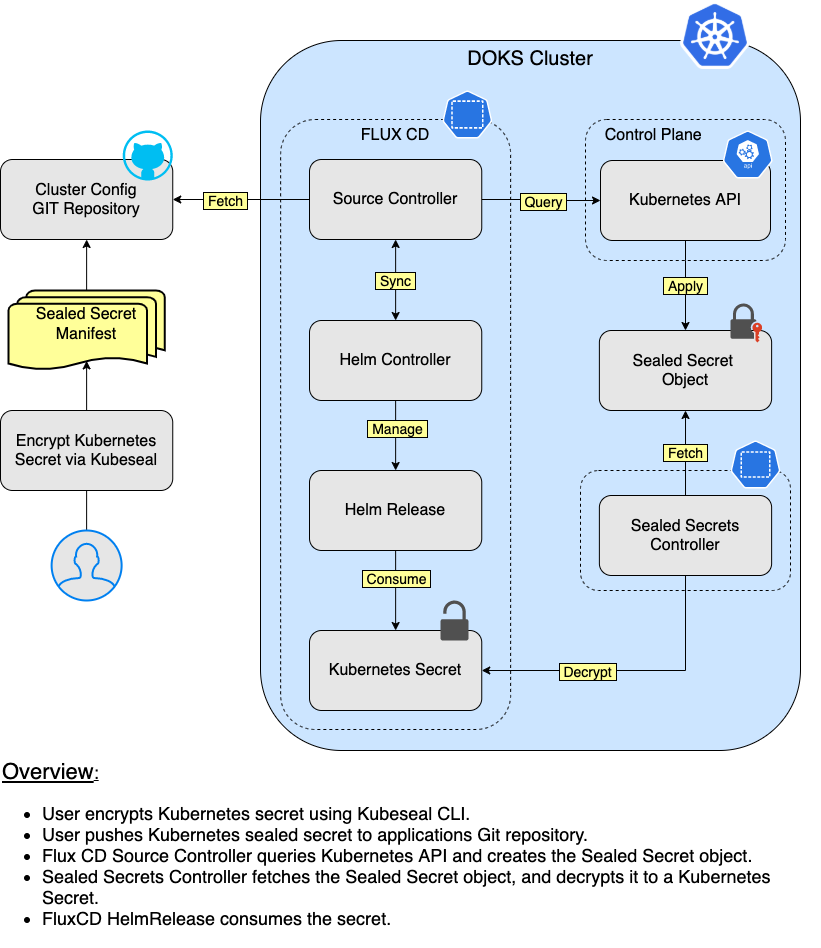 DOKS Cluster
FLUX CD
Control Plane
api
Cluster Config
GIT Repository
Fetch
Source Controller
Query
Kubernetes API
Sync
Apply
Sealed Secret
Manifest
Helm Controller
Sealed Secret
Object
Manage
Encrypt Kubernetes
Secret via Kubeseal
Fetch
Helm Release
Sealed Secrets
Controller
Consume
Kubernetes Secret
Decrypt
Overview:
• User encrypts Kubernetes secret using Kubeseal CLI.
• User pushes Kubernetes sealed secret to applications Git repository.
• Flux CD Source Controller queries Kubernetes API and creates the Sealed Secret object.
• Sealed Secrets Controller fetches the Sealed Secret object, and decrypts it to a Kubernetes
Secret.
• FluxCD HelmRelease consumes the secret.